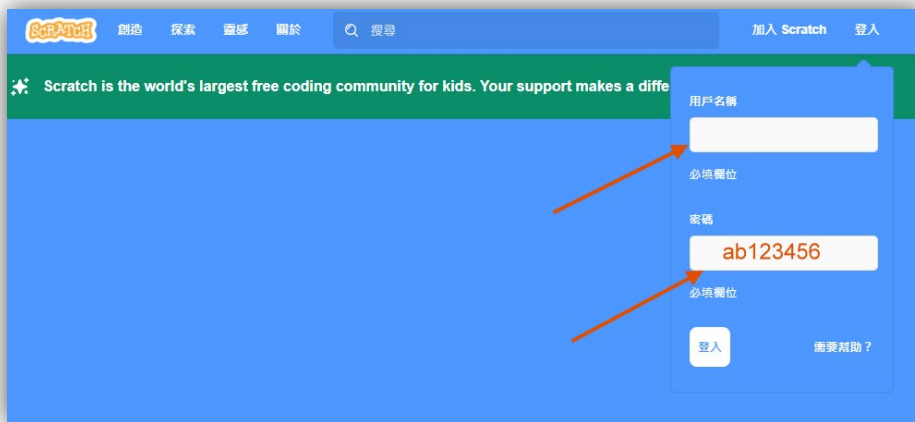 SCRATCH 創造 探索 靈感 關於 搜尋 加入 Scratch 登入
Scratch is the world's largest free coding community for kids. Your support makes a diffe
用戶名稱
必填欄位
密碼
ab123456
必填欄位
登入 需要幫助？